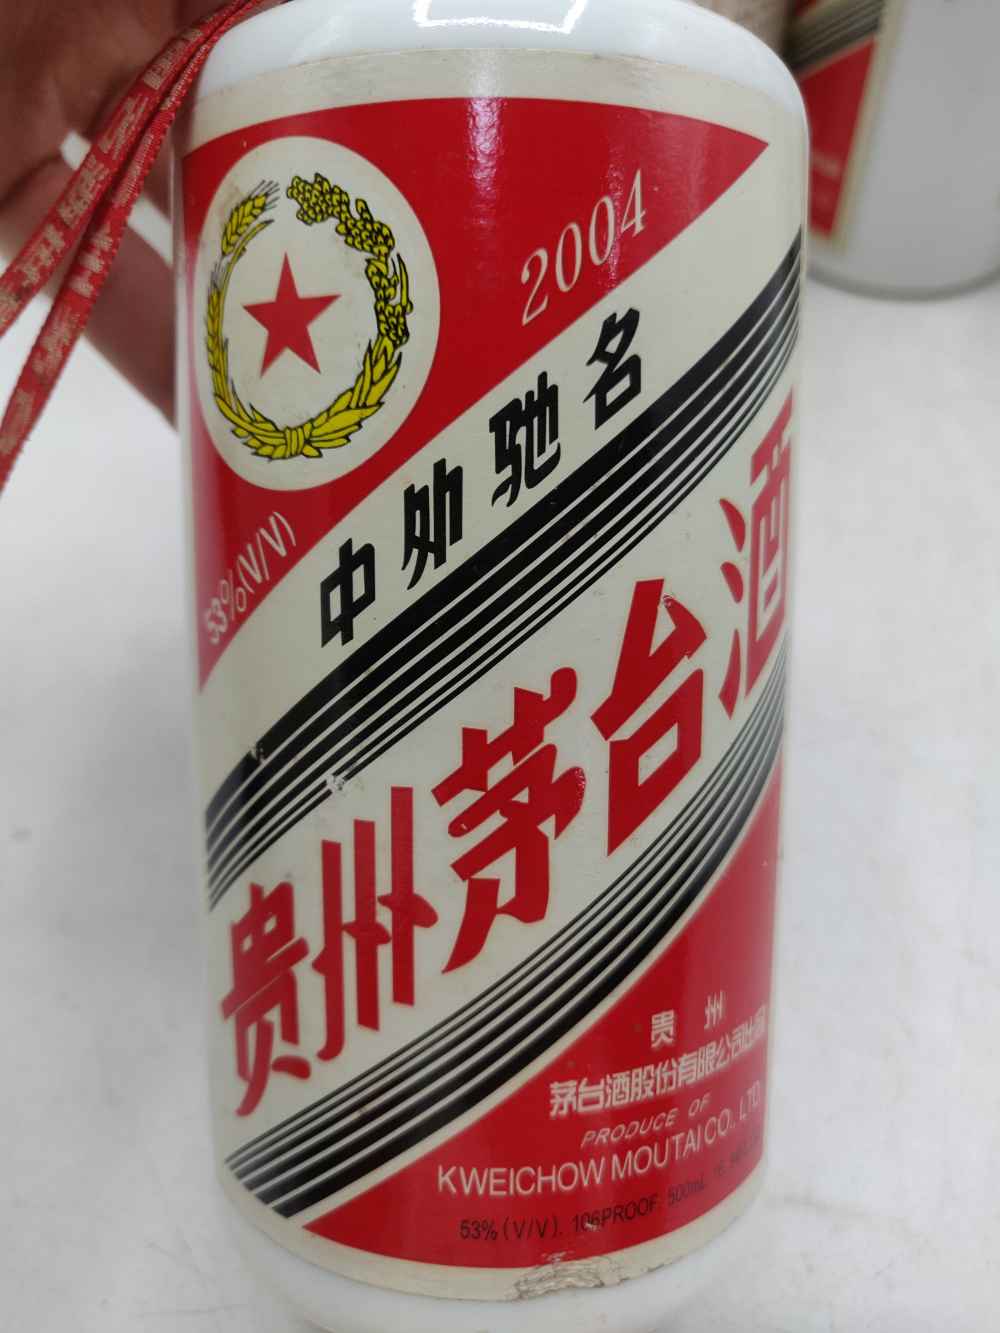 2004
53%(V/V)
中外驰名
贵州茅台酒
贵州
茅台酒股份有限公司出品
PRODUCE OF
KWEICHOW MOUTAI CO., LTD.
53% (V/V). 106PROOF. 500mL